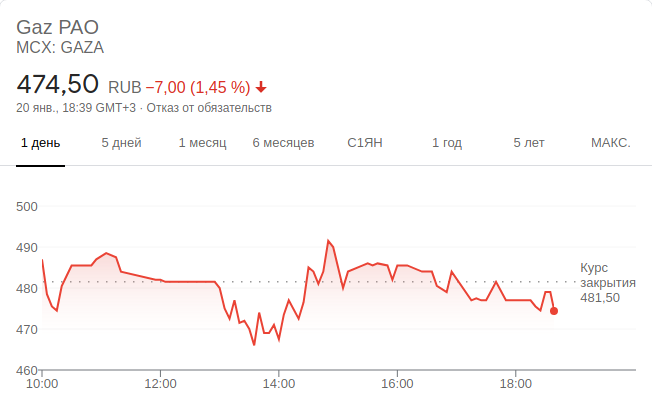 Gaz PAO
MCX: GAZA
474,50 RUB −7,00 (1,45 %)
20 янв., 18:39 GMT+3 · Отказ от обязательств
1 день 5 дней 1 месяц 6 месяцев С1ЯН 1 год 5 лет МАКС.
500
490
480
470
460
Курс
закрытия
481,50
10:00 12:00 14:00 16:00 18:00